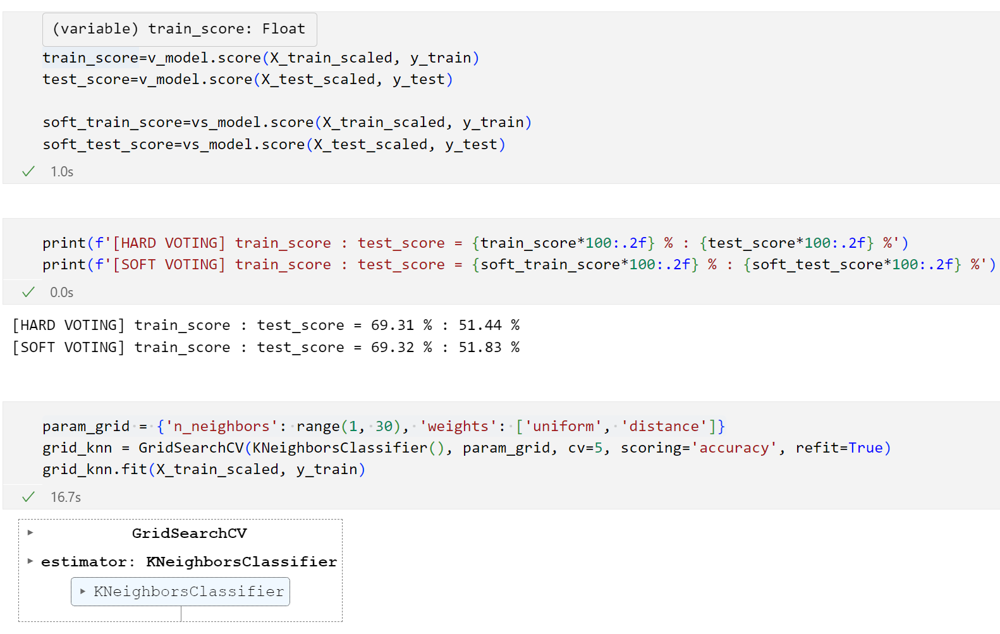 (variable) train_score: Float
train_score=v_model.score(X_train_scaled, y_train)
test_score=v_model.score(X_test_scaled, y_test)
soft_train_score=vs_model.score(X_train_scaled, y_train)
soft_test_score=vs_model.score(X_test_scaled, y_test)
1.0s
print(f'[HARD VOTING] train_score : test_score = {train_score*100:.2f} % : {test_score*100:.2f} %')
print(f'[SOFT VOTING] train_score : test_score = {soft_train_score*100:.2f} % : {soft_test_score*100:.2f} %')
0.0s
[HARD VOTING] train_score : test_score = 69.31 % : 51.44 %
[SOFT VOTING] train_score : test_score = 69.32 % : 51.83 %
param_grid = {'n_neighbors': range(1, 30), 'weights': ['uniform', 'distance']}
grid_knn = GridSearchCV(KNeighborsClassifier(), param_grid, cv=5, scoring='accuracy', refit=True)
grid_knn.fit(X_train_scaled, y_train)
16.7s
GridSearchCV
estimator: KNeighborsClassifier
KNeighborsClassifier